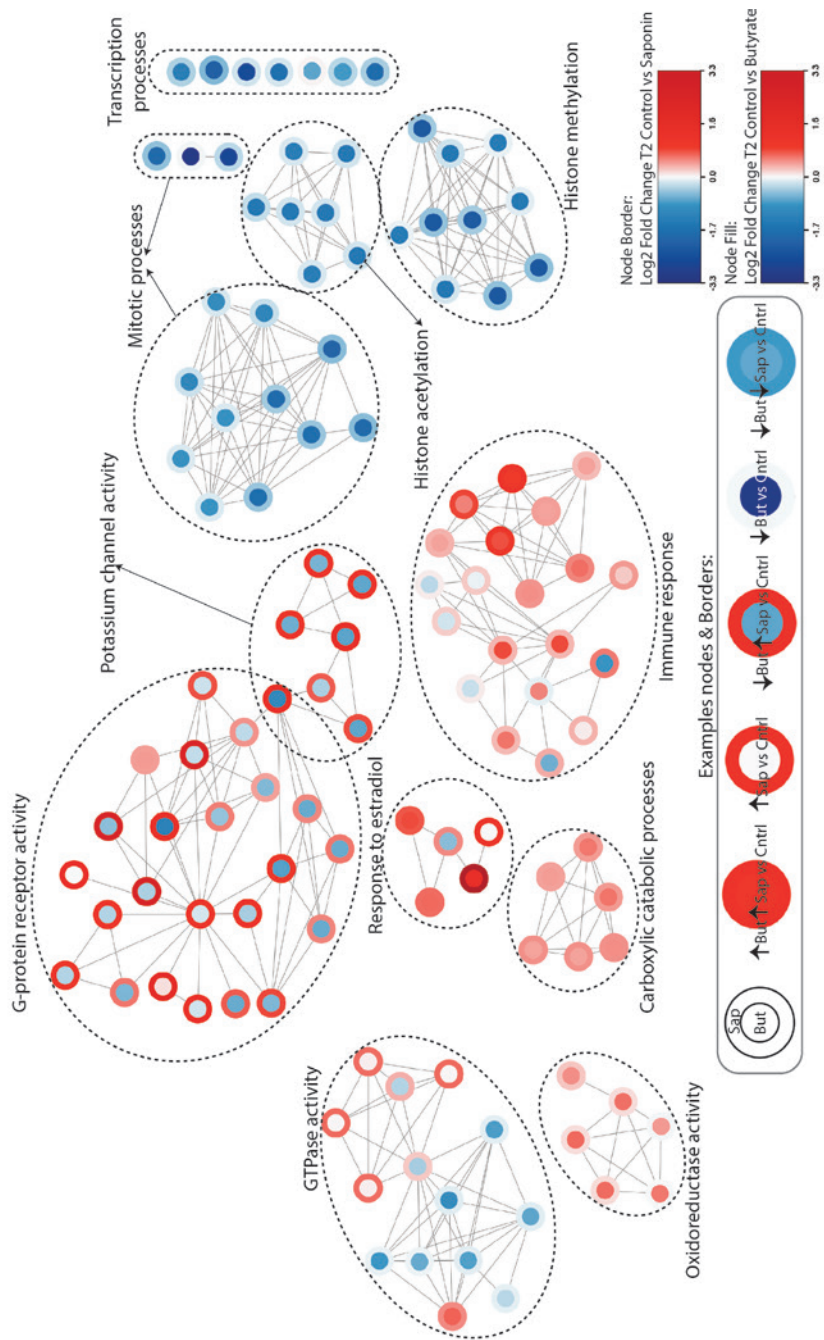 G-protein receptor activity
Potassium channel activity
Mitotic processes
Transcription
processes
GTPase activity
Response to estradiol
Histone acetylation
Histone methylation
Oxidoreductase activity
Carboxylic catabolic processes
Immune response
Examples nodes & Borders:
Sap
But
↑But ↑ Sap vs Cntrl
↑Sap vs Cntrl
↓But ↑ Sap vs Cntrl
↓But vs Cntrl
↓But ↓ Sap vs Cntrl
Node Border:
Log2 Fold Change T2 Control vs Saponin
-3.3 -1.7 0.0 1.6 3.3
Node Fill:
Log2 Fold Change T2 Control vs Butyrate
-3.3 -1.7 0.0 1.6 3.3